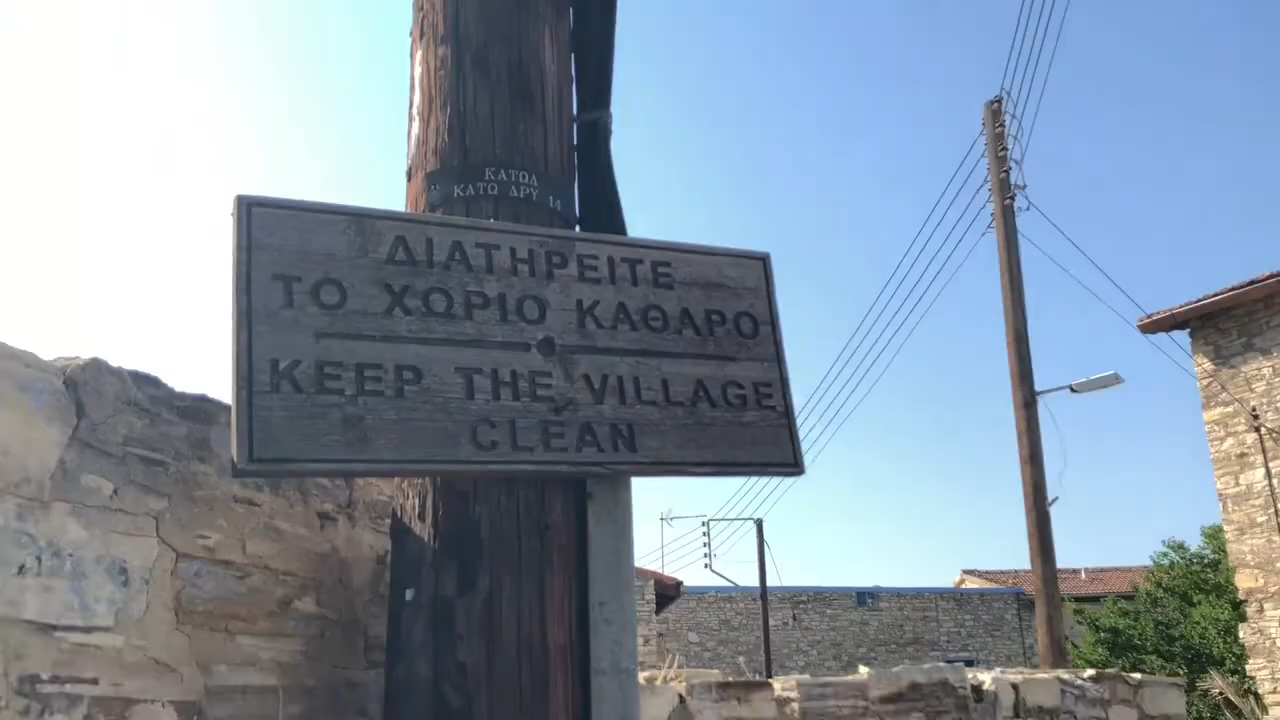 ΚΑΤΩΔ
ΚΑΤΩ ΔΡΥ 14
ΔΙΑΤΗΡΕΙΤΕ
ΤΟ ΧΩΡΙΟ ΚΑΘΑΡΟ
KEEP THE VILLAGE
CLEAN